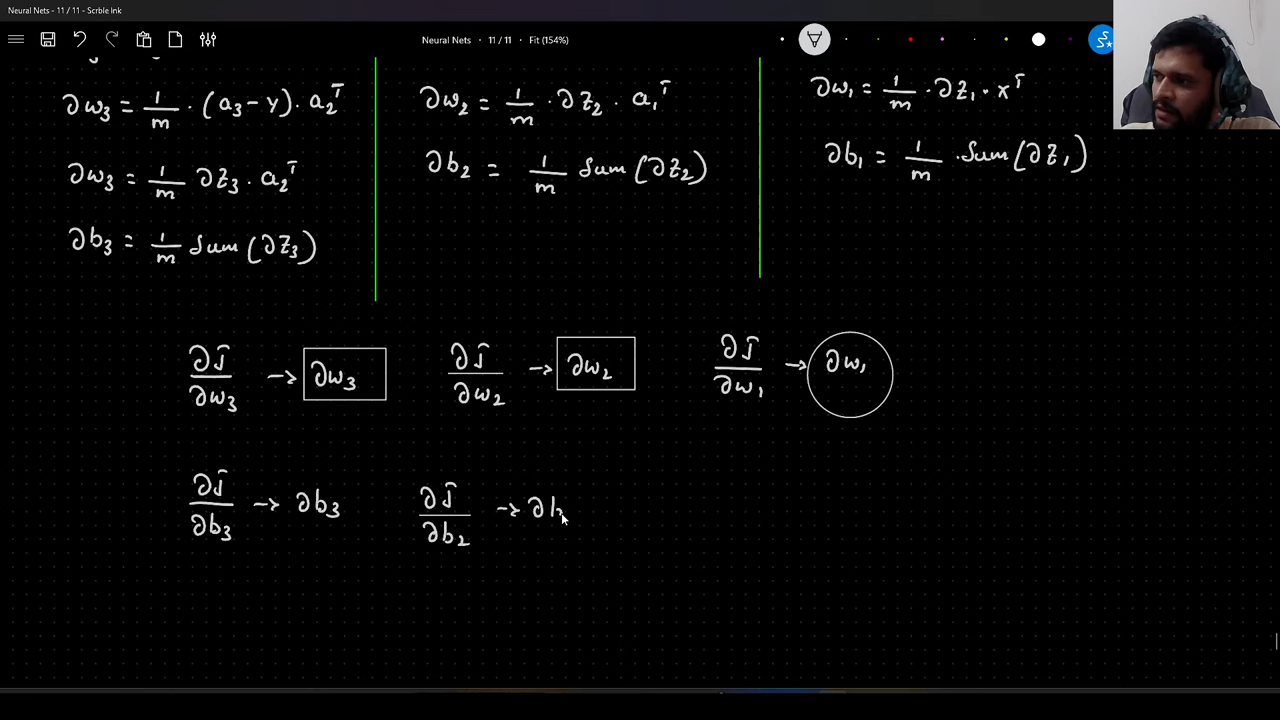 Neural Nets - 11 / 11 - Scrble Ink
Neural Nets • 11 / 11 • Fit (154%)
∂w₃ = 1/m · (a₃ - Y) · a₂ᵀ
∂w₃ = 1/m ∂Z₃ · a₂ᵀ
∂b₃ = 1/m Sum (∂Z₃)
∂w₂ = 1/m · ∂Z₂ · a₁ᵀ
∂b₂ = 1/m Sum (∂Z₂)
∂w₁ = 1/m · ∂Z₁ · xᵀ
∂b₁ = 1/m · Sum (∂Z₁)
∂J/∂w₃ → ∂w₃ ∂J/∂w₂ → ∂w₂ ∂J/∂w₁ → ∂w₁
∂J/∂b₃ → ∂b₃ ∂J/∂b₂ → ∂b